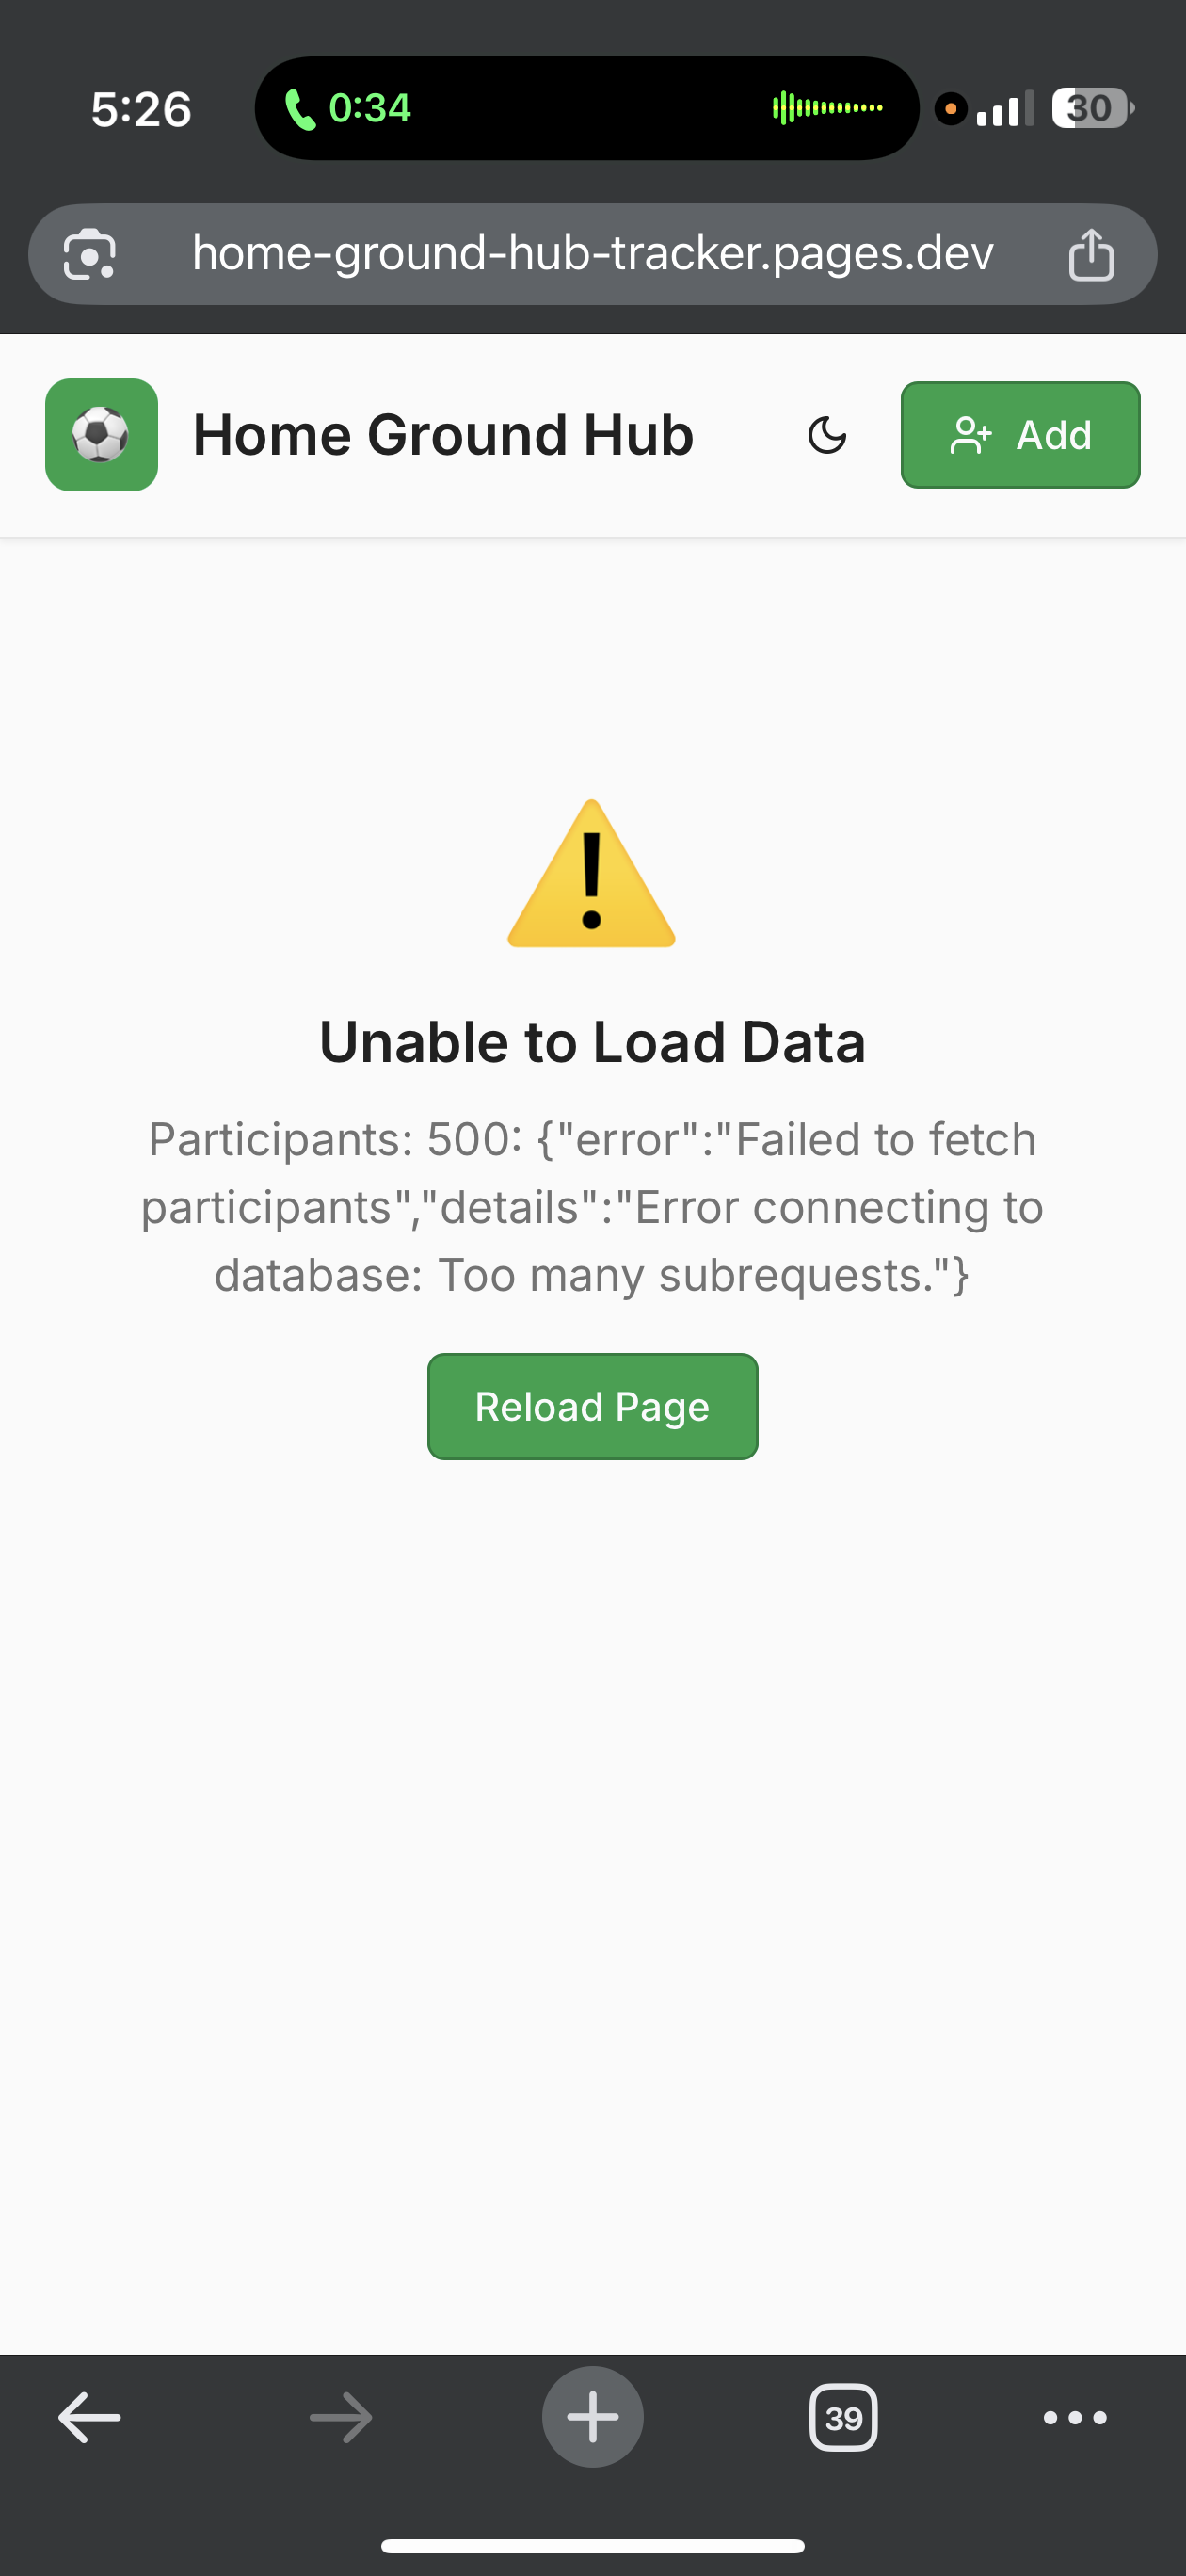 5:26 0:34 30
home-ground-hub-tracker.pages.dev
Home Ground Hub Add
Unable to Load Data
Participants: 500: {"error":"Failed to fetch
participants","details":"Error connecting to
database: Too many subrequests."}
Reload Page
39